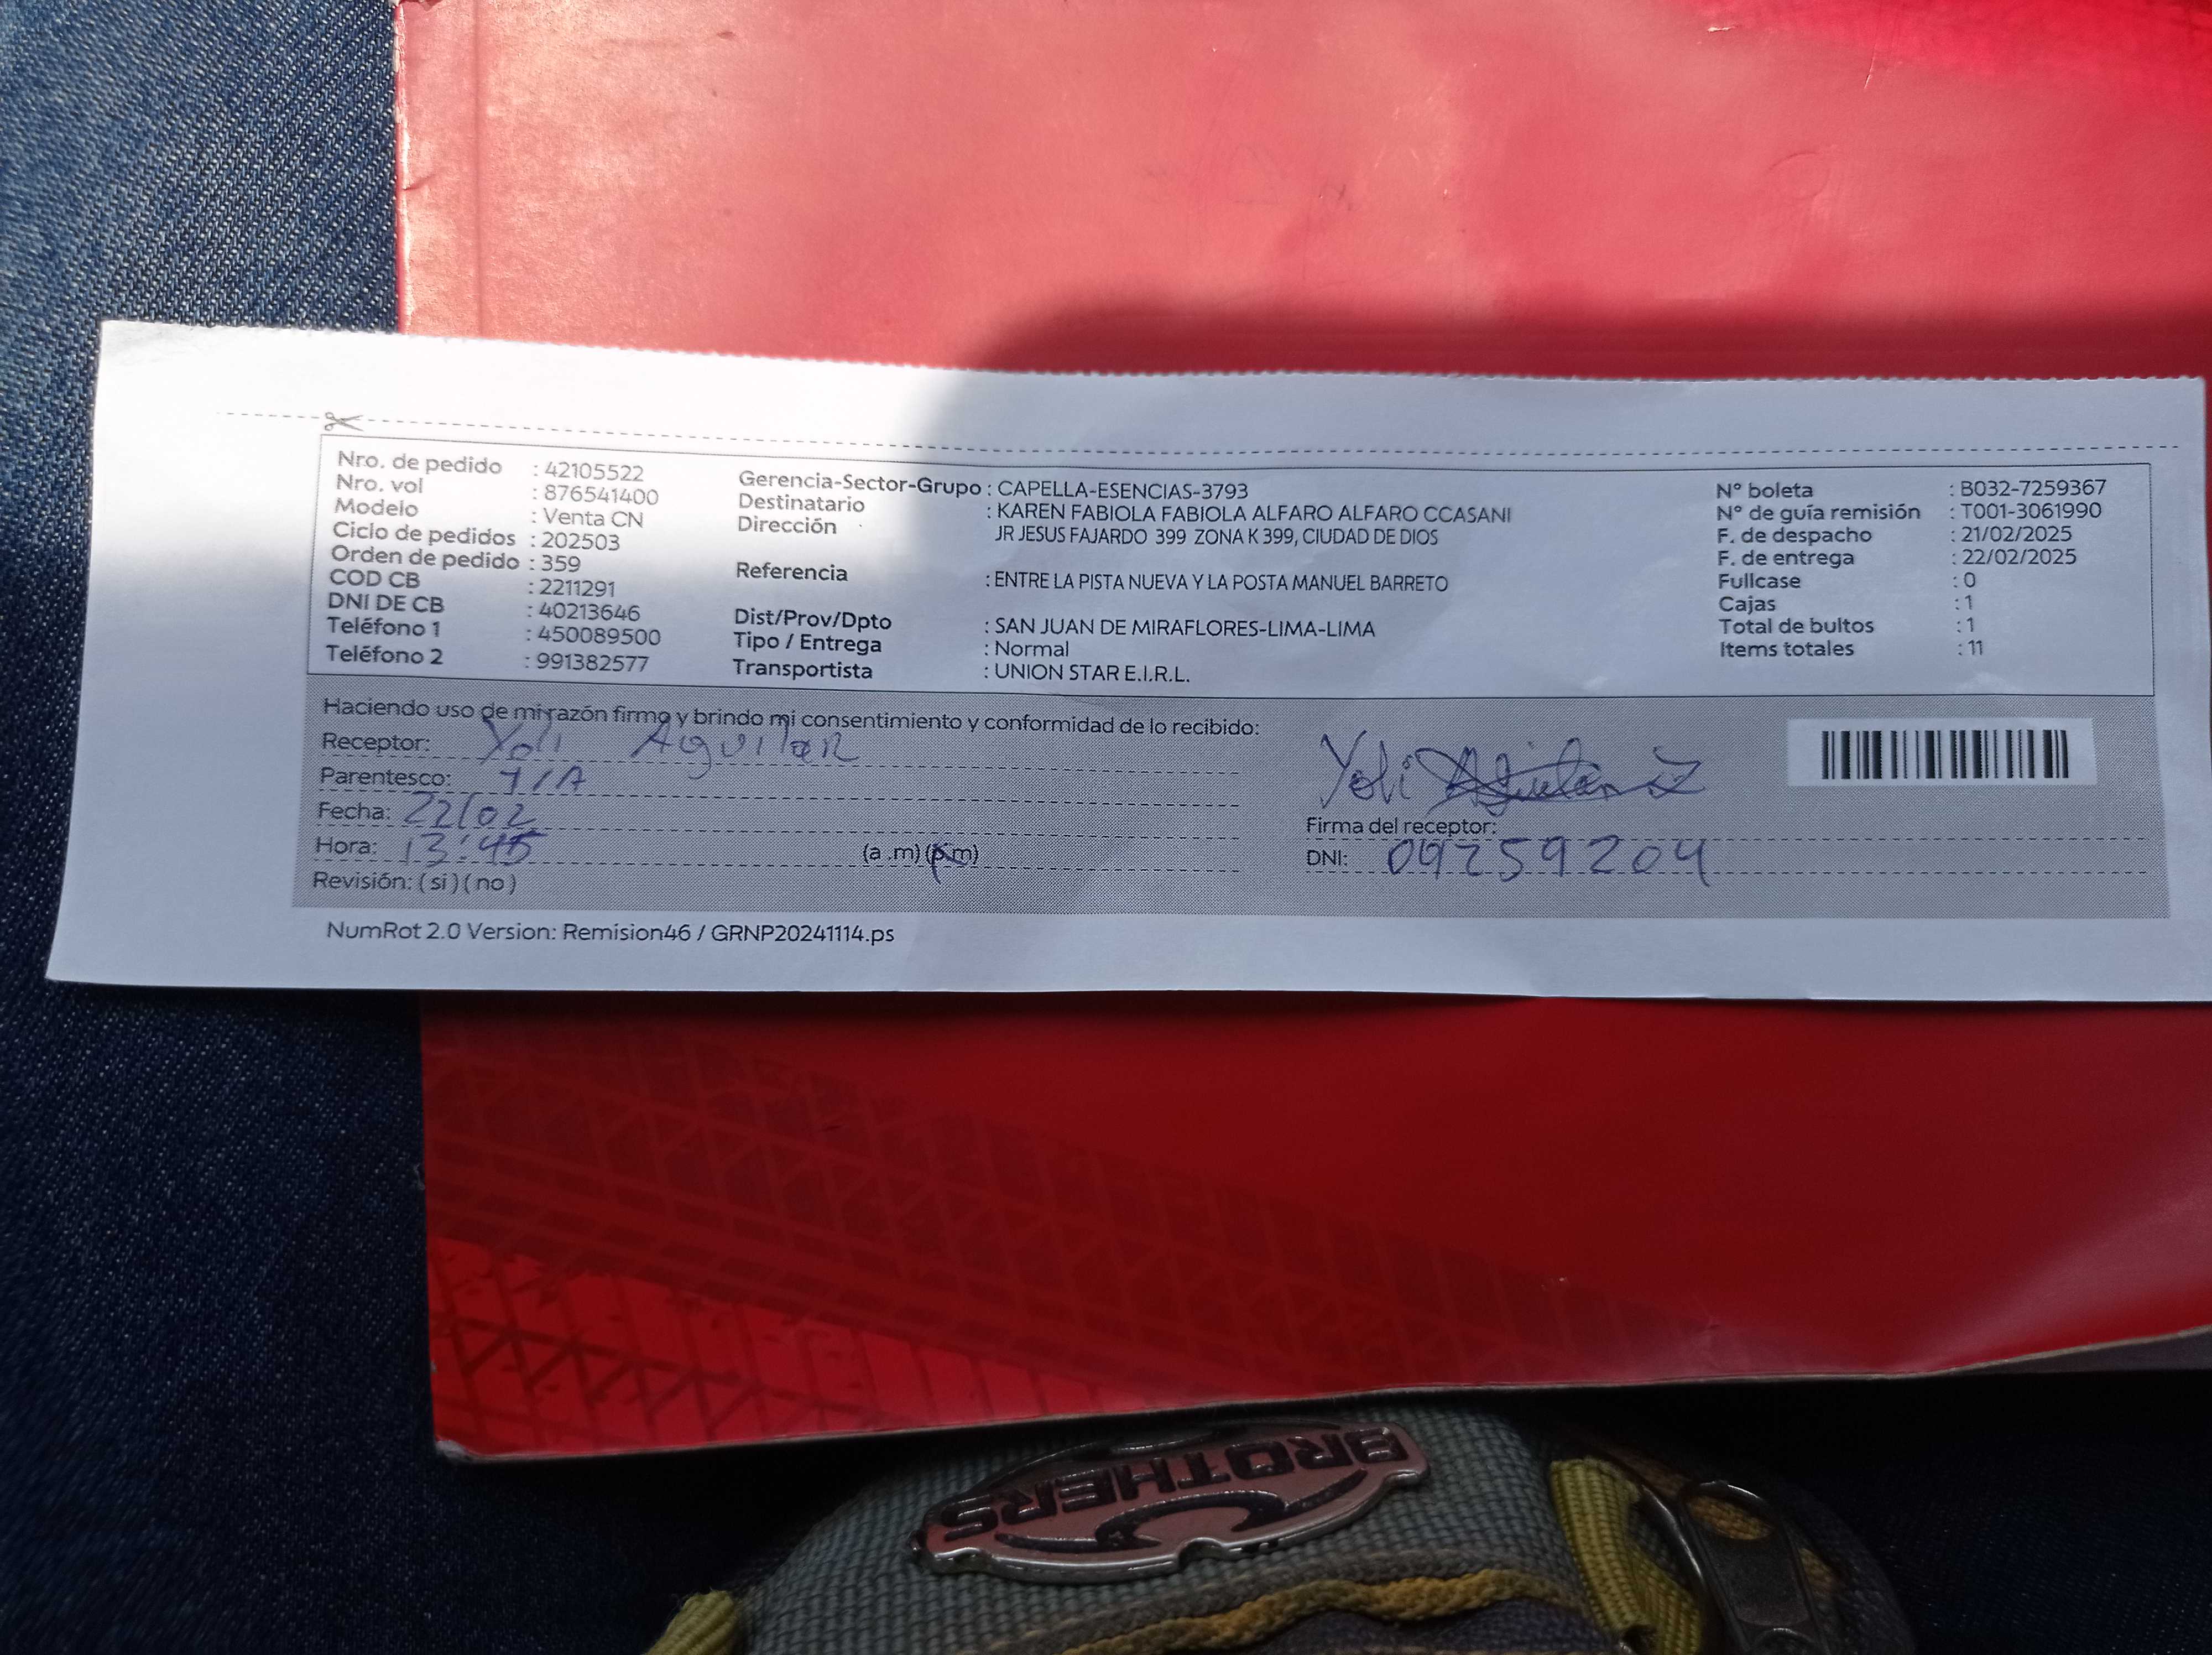 Nro. de pedido : 42105522
Nro. vol : 876541400
Modelo : Venta CN
Ciclo de pedidos : 202503
Orden de pedido : 359
COD CB : 2211291
DNI DE CB : 40213646
Teléfono 1 : 450089500
Teléfono 2 : 991382577
Gerencia-Sector-Grupo : CAPELLA-ESENCIAS-3793
Destinatario : KAREN FABIOLA FABIOLA ALFARO ALFARO CCASANI
Dirección JR JESUS FAJARDO 399 ZONA K 399, CIUDAD DE DIOS
Referencia : ENTRE LA PISTA NUEVA Y LA POSTA MANUEL BARRETO
Dist/Prov/Dpto : SAN JUAN DE MIRAFLORES-LIMA-LIMA
Tipo / Entrega : Normal
Transportista : UNION STAR E.I.R.L.
N° boleta : B032-7259367
N° de guía remisión : T001-3061990
F. de despacho : 21/02/2025
F. de entrega : 22/02/2025
Fullcase : 0
Cajas : 1
Total de bultos : 1
Items totales : 11
Haciendo uso de mi razón firmo y brindo mi consentimiento y conformidad de lo recibido:
Receptor: Yoli Aguilar
Parentesco: TIA
Fecha: 22/02
Hora: 13:45 (a .m) (p.m)
Revisión: ( si ) ( no )
Yoli
Firma del receptor:
DNI: 09259204
NumRot 2.0 Version: Remision46 / GRNP20241114.ps
BROTHERS